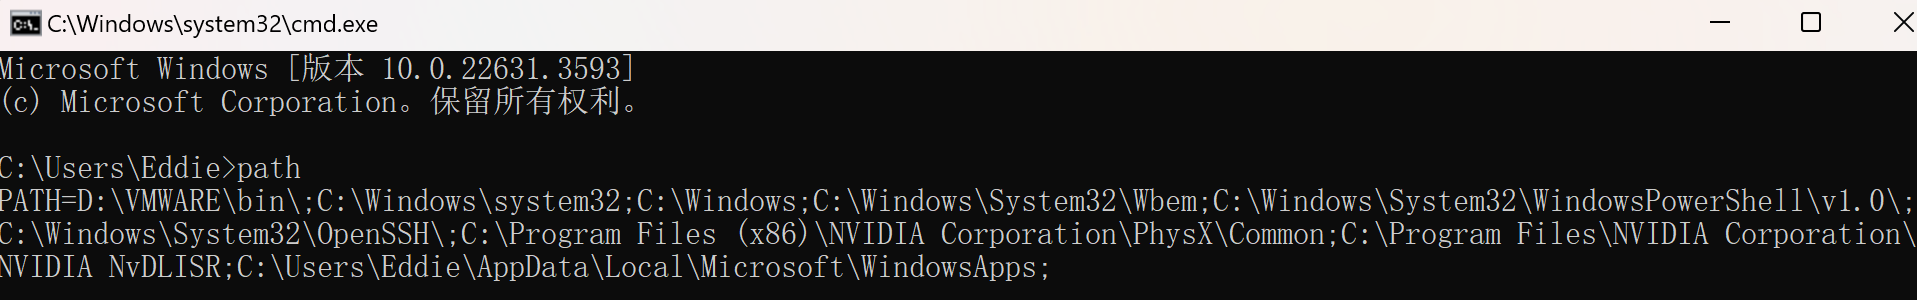 C:\Windows\system32\cmd.exe
Microsoft Windows [版本 10.0.22631.3593]
(c) Microsoft Corporation。保留所有权利。
C:\Users\Eddie>path
PATH=D:\VMWARE\bin\;C:\Windows\system32;C:\Windows;C:\Windows\System32\Wbem;C:\Windows\System32\WindowsPowerShell\v1.0\;
C:\Windows\System32\OpenSSH\;C:\Program Files (x86)\NVIDIA Corporation\PhysX\Common;C:\Program Files\NVIDIA Corporation\
NVIDIA NvDLISR;C:\Users\Eddie\AppData\Local\Microsoft\WindowsApps;